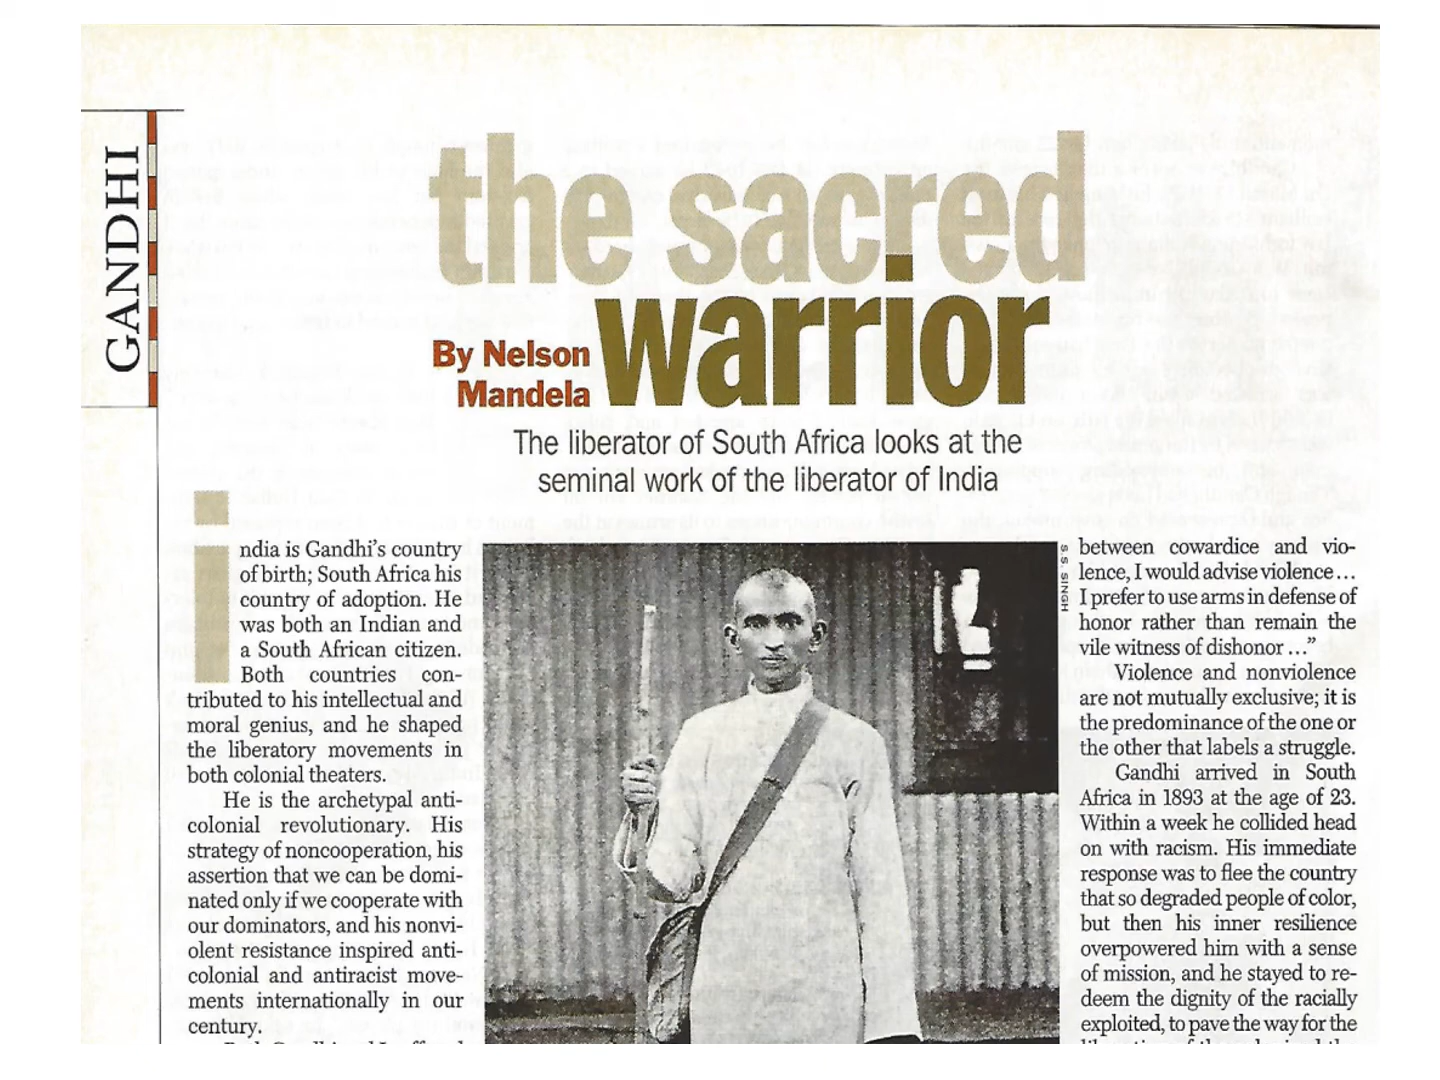 GANDHI
the sacred
warrior
By Nelson
Mandela
The liberator of South Africa looks at the
seminal work of the liberator of India
india is Gandhi's country
of birth; South Africa his
country of adoption. He
was both an Indian and
a South African citizen.
Both countries con-
tributed to his intellectual and
moral genius, and he shaped
the liberatory movements in
both colonial theaters.
He is the archetypal anti-
colonial revolutionary. His
strategy of noncooperation, his
assertion that we can be domi-
nated only if we cooperate with
our dominators, and his nonvi-
olent resistance inspired anti-
colonial and antiracist move-
ments internationally in our
century.
S.S. SINGH
between cowardice and vio-
lence, I would advise violence ...
I prefer to use arms in defense of
honor rather than remain the
vile witness of dishonor ..."
Violence and nonviolence
are not mutually exclusive; it is
the predominance of the one or
the other that labels a struggle.
Gandhi arrived in South
Africa in 1893 at the age of 23.
Within a week he collided head
on with racism. His immediate
response was to flee the country
that so degraded people of color,
but then his inner resilience
overpowered him with a sense
of mission, and he stayed to re-
deem the dignity of the racially
exploited, to pave the way for the